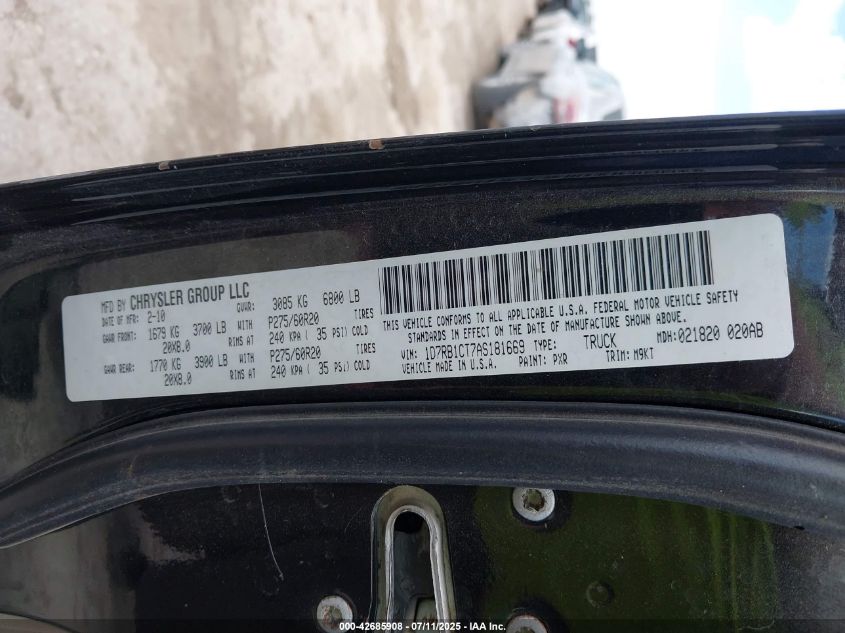 MFD BY CHRYSLER GROUP LLC
DATE OF MFR: 2-10 GVWR: 3085 KG 6800 LB
GAWR FRONT: 1679 KG 3700 LB WITH P275/60R20 TIRES
20X8.0 RIMS AT 240 KPA ( 35 PSI) COLD
GAWR REAR: 1770 KG 3900 LB WITH P275/60R20 TIRES
20X8.0 RIMS AT 240 KPA ( 35 PSI) COLD
THIS VEHICLE CONFORMS TO ALL APPLICABLE U.S.A. FEDERAL MOTOR VEHICLE SAFETY
STANDARDS IN EFFECT ON THE DATE OF MANUFACTURE SHOWN ABOVE.
VIN: 1D7RB1CT7AS181669 TYPE: TRUCK MDH:021820 020AB
VEHICLE MADE IN U.S.A. PAINT: PXR TRIM: M9KT
000-42685908 - 07/11/2025 - www.iaai.com